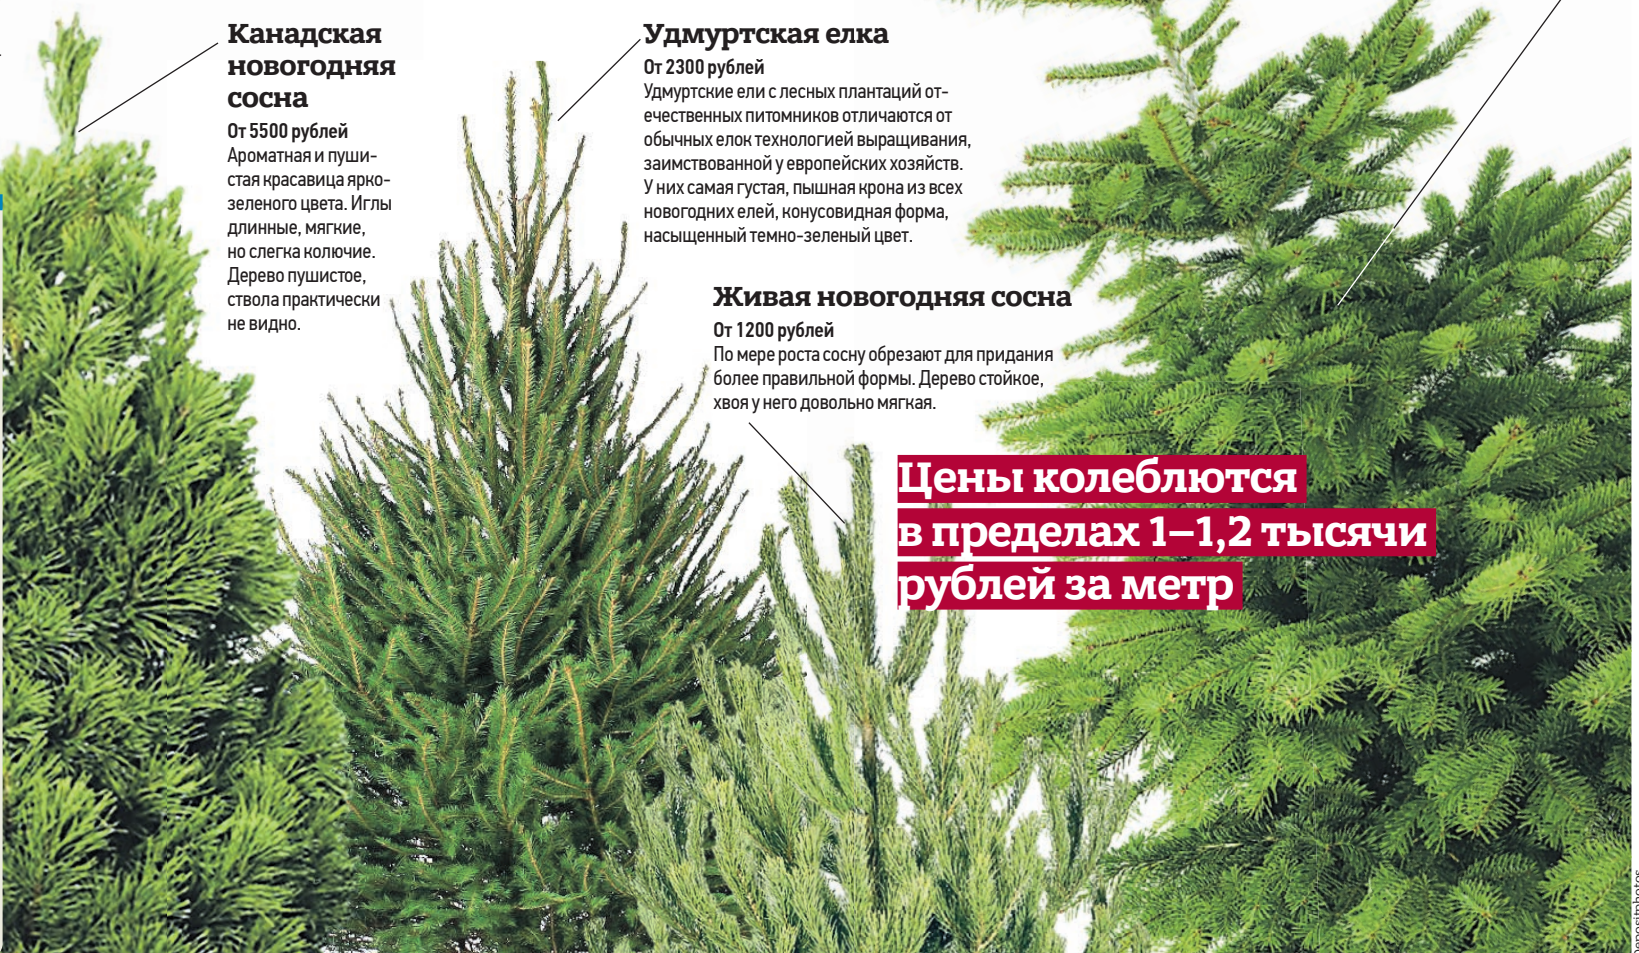 Канадская
новогодняя
сосна
От 5500 рублей
Ароматная и пуши-
стая красавица ярко-
зеленого цвета. Иглы
длинные, мягкие,
но слегка колючие.
Дерево пушистое,
ствола практически
не видно.
Удмуртская елка
От 2300 рублей
Удмуртские ели с лесных плантаций от-
ечественных питомников отличаются от
обычных елок технологией выращивания,
заимствованной у европейских хозяйств.
У них самая густая, пышная крона из всех
новогодних елей, конусовидная форма,
насыщенный темно-зеленый цвет.
Живая новогодняя сосна
От 1200 рублей
По мере роста сосну обрезают для придания
более правильной формы. Дерево стойкое,
хвоя у него довольно мягкая.
Цены колеблются
в пределах 1–1,2 тысячи
рублей за метр
Depositphotos